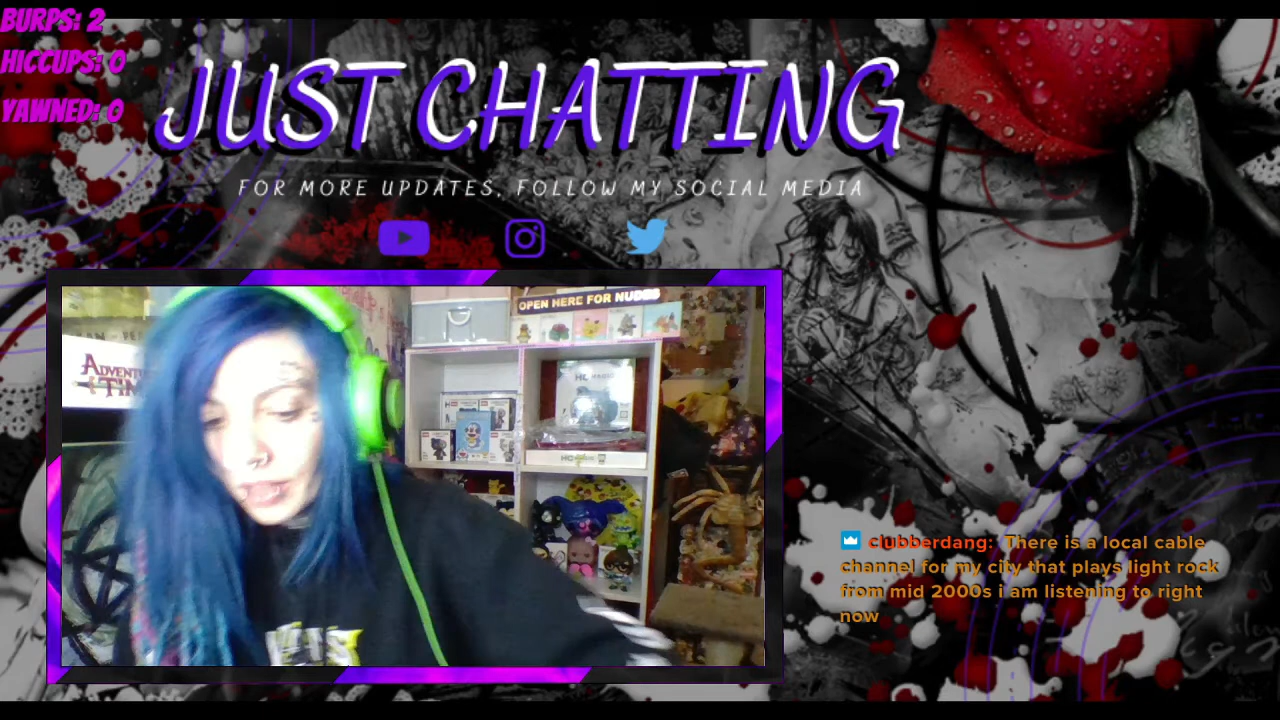 BURPS: 2
HICCUPS: 0
YAWNED: 0
JUST CHATTING
FOR MORE UPDATES, FOLLOW MY SOCIAL MEDIA
OPEN HERE FOR NUDES
ADVENTURE
TIM
clubberdang: There is a local cable
channel for my city that plays light rock
from mid 2000s i am listening to right
now